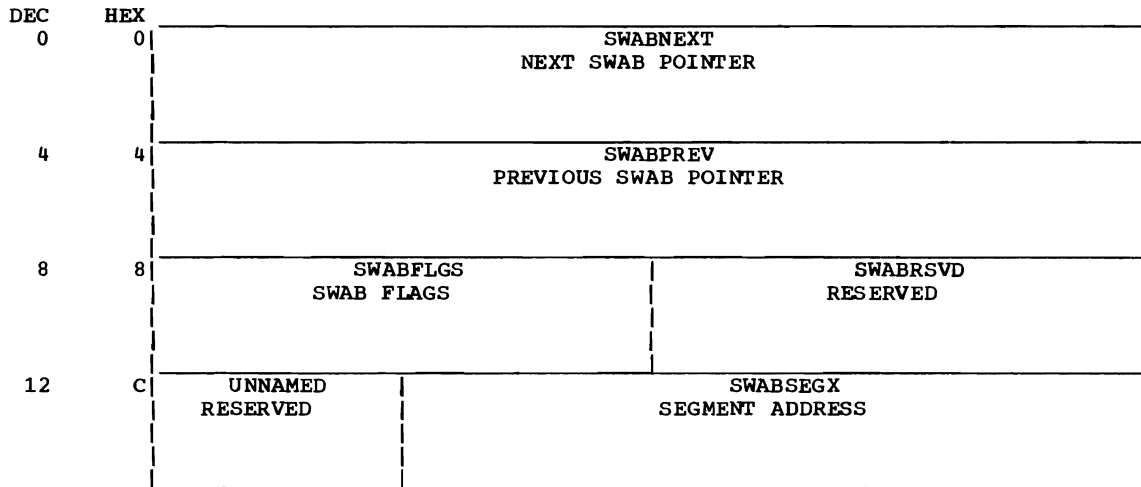 DEC HEX
0 0 SWABNEXT
NEXT SWAB POINTER
4 4 SWABPREV
PREVIOUS SWAB POINTER
8 8 SWABFLGS SWABRSVD
SWAB FLAGS RESERVED
12 C UNNAMED SWABSEGX
RESERVED SEGMENT ADDRESS